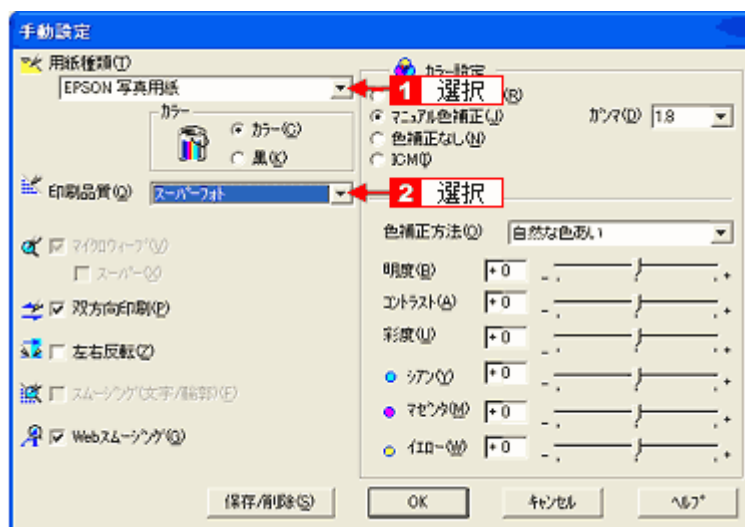 手動設定
用紙種類(T)
EPSON 写真用紙
1 選択
カラー
カラー(C)
黒(K)
印刷品質(Q)
スーパーフォト
2 選択
マイクロウィーブ(V)
スーパー(X)
双方向印刷(P)
左右反転(Z)
スムージング(文字/輪郭)(F)
Webスムージング(G)
カラー設定
(R)
マニュアル色補正(J)
色補正なし(N)
ICM(I)
ガンマ(D) 1.8
色補正方法(O) 自然な色あい
明度(B) +0 - +
コントラスト(A) +0 - +
彩度(U) +0 - +
シアン(Y) +0 - +
マゼンタ(M) +0 - +
イエロー(W) +0 - +
保存/削除(S)
OK
キャンセル
ヘルプ